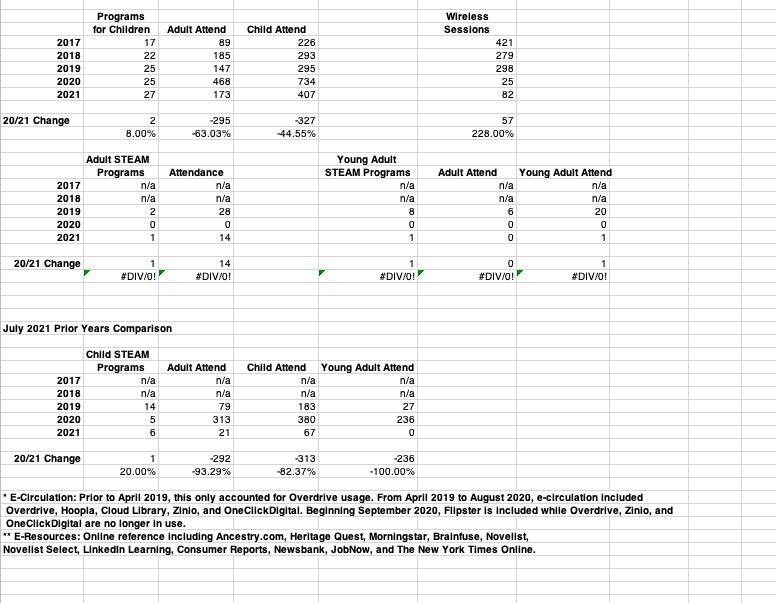 Programs Wireless
for Children Adult Attend Child Attend Sessions
2017 17 89 226 421
2018 22 185 293 279
2019 25 147 295 298
2020 25 468 734 25
2021 27 173 407 82
20/21 Change 2 -295 -327 57
8.00% -63.03% -44.55% 228.00%
Adult STEAM Young Adult
Programs Attendance STEAM Programs Adult Attend Young Adult Attend
2017 n/a n/a n/a n/a n/a
2018 n/a n/a n/a n/a n/a
2019 2 28 8 6 20
2020 0 0 0 0 0
2021 1 14 1 0 1
20/21 Change 1 14 1 0 1
#DIV/0! #DIV/0! #DIV/0! #DIV/0! #DIV/0!
July 2021 Prior Years Comparison
Child STEAM
Programs Adult Attend Child Attend Young Adult Attend
2017 n/a n/a n/a n/a
2018 n/a n/a n/a n/a
2019 14 79 183 27
2020 5 313 380 236
2021 6 21 67 0
20/21 Change 1 -292 -313 -236
20.00% -93.29% -82.37% -100.00%
* E-Circulation: Prior to April 2019, this only accounted for Overdrive usage. From April 2019 to August 2020, e-circulation included
Overdrive, Hoopla, Cloud Library, Zinio, and OneClickDigital. Beginning September 2020, Flipster is included while Overdrive, Zinio, and
OneClickDigital are no longer in use.
** E-Resources: Online reference including Ancestry.com, Heritage Quest, Morningstar, Brainfuse, Novelist,
Novelist Select, LinkedIn Learning, Consumer Reports, Newsbank, JobNow, and The New York Times Online.